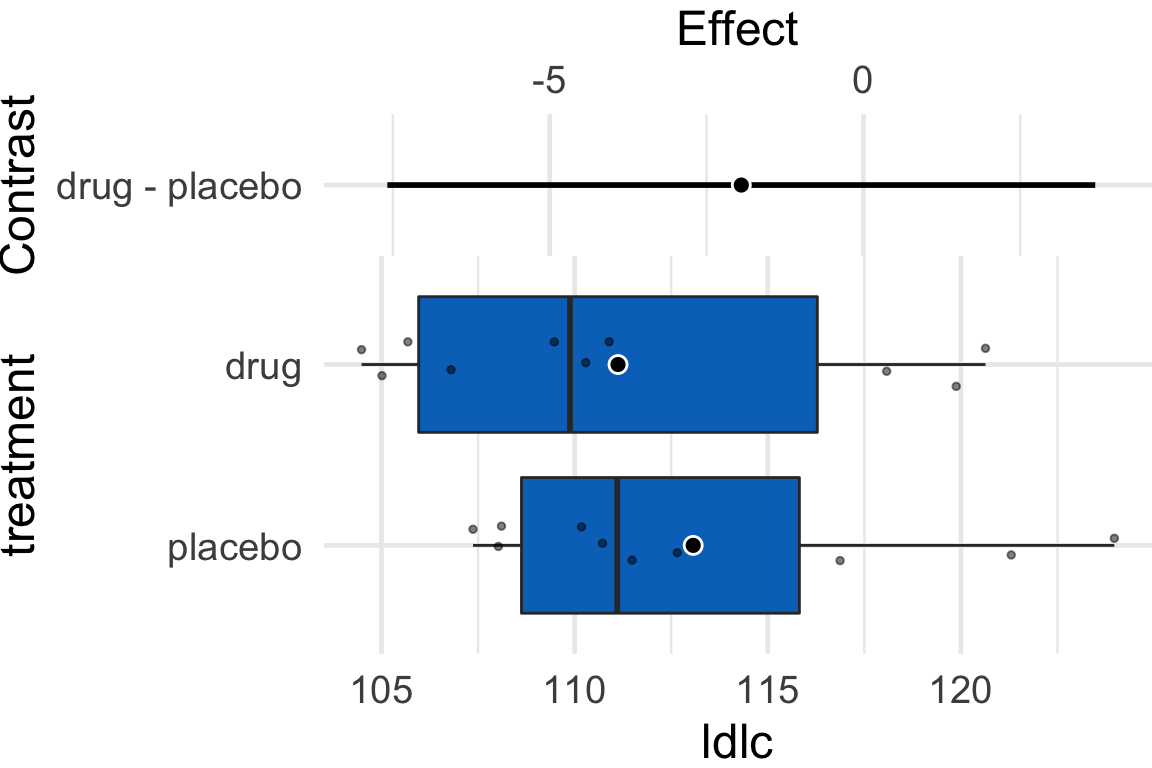 Effect
-5 0
Contrast
drug - placebo
treatment
drug
placebo
105 110 115 120
ldlc